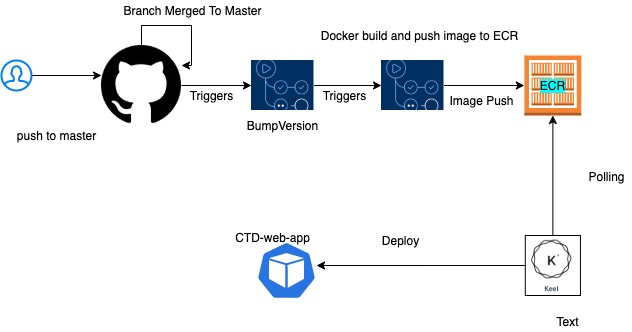 Branch Merged To Master
Docker build and push image to ECR
push to master
Triggers
BumpVersion
Triggers
Image Push
ECR
Polling
CTD-web-app
Deploy
K
Keel
Text